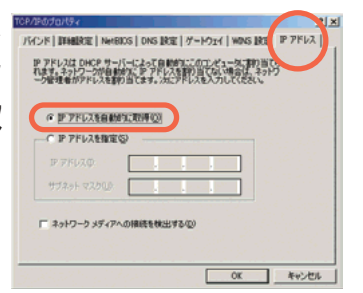 TCP/IPのプロパティ
バインド 詳細設定 NetBIOS DNS 設定 ゲートウェイ WINS 設定 IP アドレス
IP アドレスは DHCP サーバーによって自動的にこのコンピュータに割り当てら
れます。ネットワークが自動的に IP アドレスを割り当てない場合は、ネットワ
ーク管理者がアドレスを割り当てます。次にアドレスを入力してください。
IP アドレスを自動的に取得(O)
IP アドレスを指定(S)
IP アドレス(I):
サブネット マスク(U):
ネットワーク メディアへの接続を検出する(D)
OK キャンセル